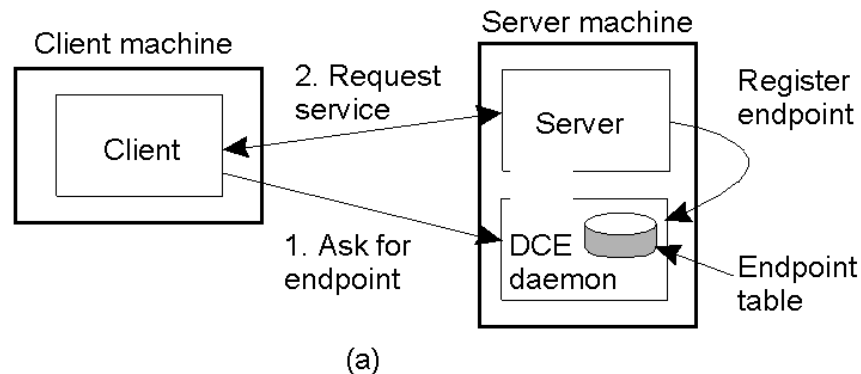 Client machine
Server machine
2. Request
service
Register
endpoint
Client
Server
1. Ask for
endpoint
DCE
daemon
Endpoint
table
(a)